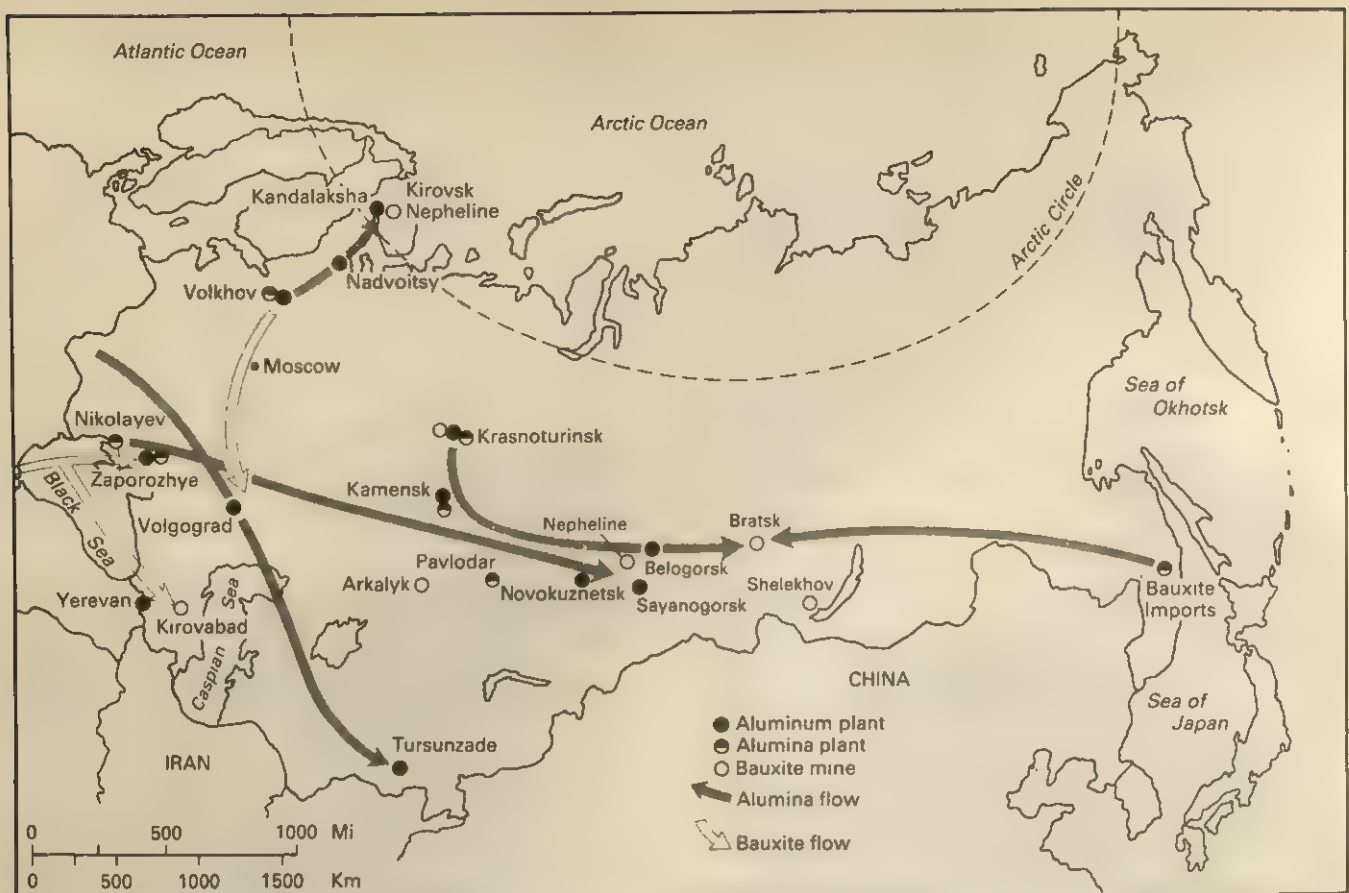 Atlantic Ocean
Arctic Ocean
Arctic Circle
Kandalaksha
Kirovsk
Nepheline
Nadvoitsy
Volkhov
Moscow
Sea of
Okhotsk
Nikolayev
Krasnoturinsk
Zaporozhye
Black
Sea
Kamensk
Volgograd
Nepheline
Bratsk
Pavlodar
Belogorsk
Arkalyk
Novokuznetsk
Sayanogorsk
Shelekhov
Bauxite
Imports
Yerevan
Kirovabad
Caspian
Sea
CHINA
Sea of
Japan
IRAN
Tursunzade
Aluminum plant
Alumina plant
Bauxite mine
Alumina flow
Bauxite flow
0 500 1000 Mi
0 500 1000 1500 Km